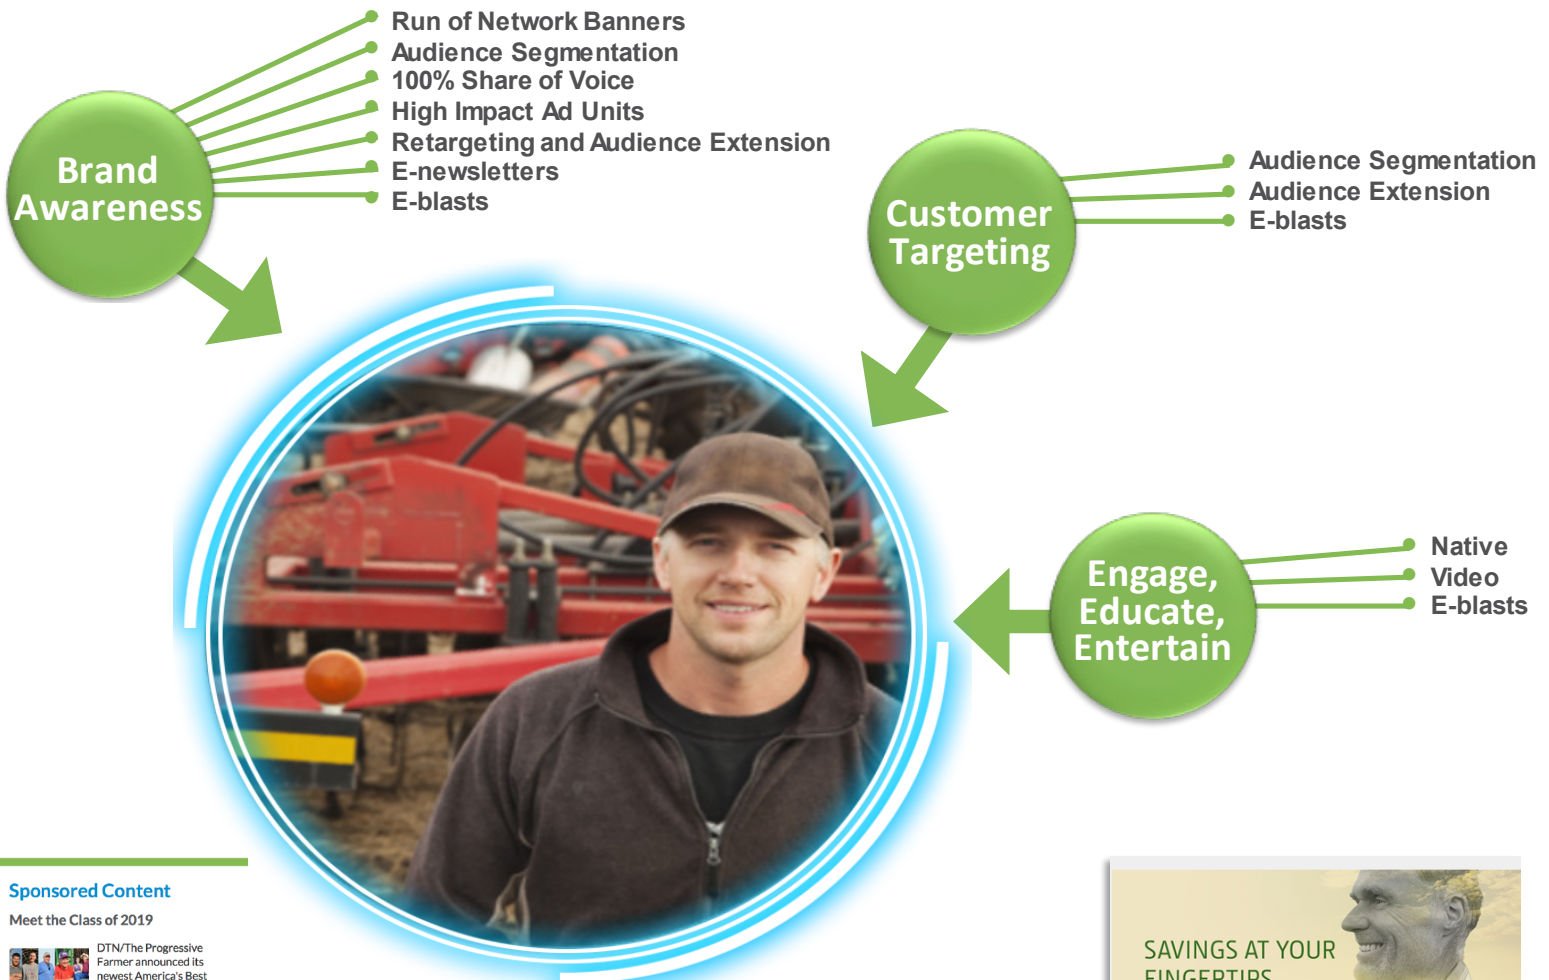 Run of Network Banners
Audience Segmentation
100% Share of Voice
High Impact Ad Units
Retargeting and Audience Extension
E-newsletters
E-blasts
Brand
Awareness
Customer
Targeting
Audience Segmentation
Audience Extension
E-blasts
Engage,
Educate,
Entertain
Native
Video
E-blasts
Sponsored Content
Meet the Class of 2019
DTN/The Progressive
Farmer announced its
newest America's Best
SAVINGS AT YOUR
FINGERTIPS